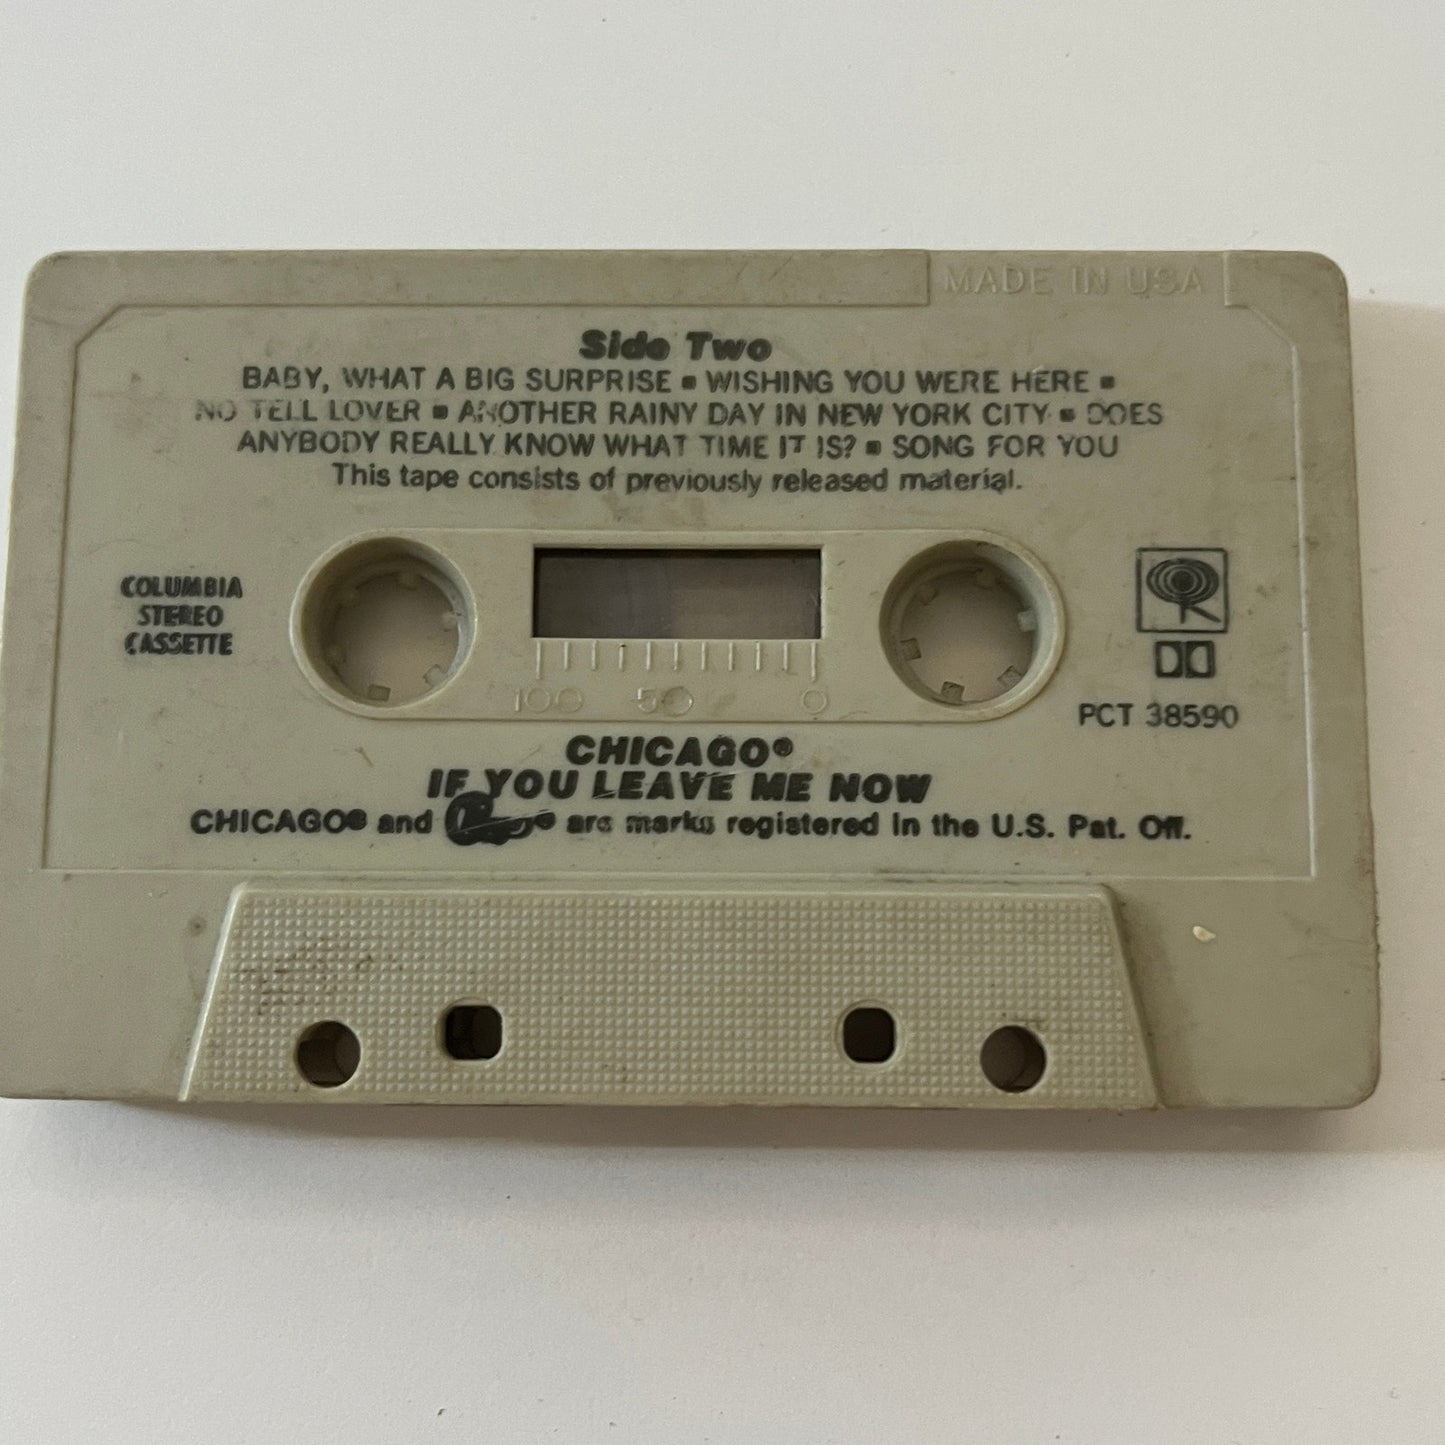 MADE IN USA
Side Two
BABY, WHAT A BIG SURPRISE ▪ WISHING YOU WERE HERE ▪
NO TELL LOVER ▪ ANOTHER RAINY DAY IN NEW YORK CITY ▪ DOES
ANYBODY REALLY KNOW WHAT TIME IT IS? ▪ SONG FOR YOU
This tape consists of previously released material.
COLUMBIA
STEREO
CASSETTE
100 50 0
PCT 38590
CHICAGO®
IF YOU LEAVE ME NOW
CHICAGO® and ® are marks registered in the U.S. Pat. Off.